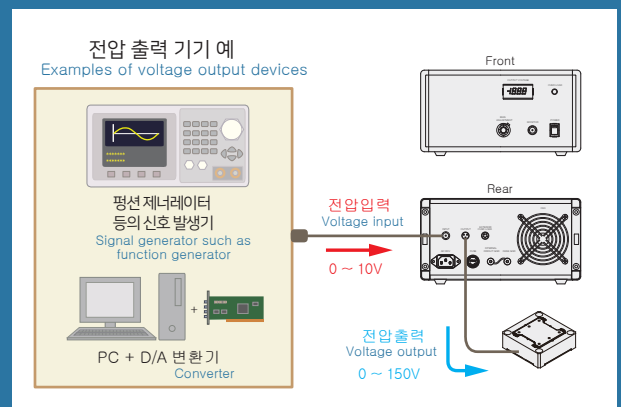 전압 출력 기기 예
Examples of voltage output devices
펑션 제너레이터
등의 신호 발생기
Signal generator such as
function generator
+
PC + D/A 변환기
Converter
전압입력
Voltage input
0 ~ 10V
Front
POWER
Rear
전압출력
Voltage output
0 ~ 150V